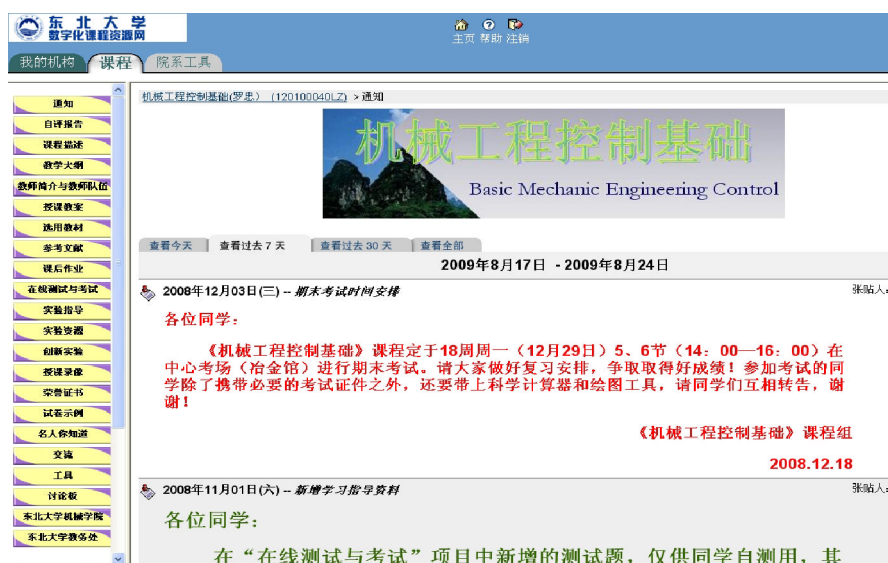 东北大学
数字化课程资源网
主页 帮助 注销
我的机构 课程 院系工具
通知
自评报告
课程描述
教学大纲
教师简介与教师队伍
授课教案
选用教材
参考文献
课后作业
在线测试与考试
实验指导
实验资源
创新实验
授课录像
荣誉证书
试卷示例
名人你知道
交流
工具
讨论板
东北大学机械学院
东北大学教务处
机械工程控制基础(罗忠) (120100040LZ) > 通知
机械工程控制基础
Basic Mechanic Engineering Control
查看今天 查看过去 7 天 查看过去 30 天 查看全部
2009年8月17日 - 2009年8月24日
2008年12月03日(三) -- 期末考试时间安排
张贴人:
各位同学：
《机械工程控制基础》课程定于18周周一（12月29日）5、6节（14：00—16：00）在
中心考场（冶金馆）进行期末考试。请大家做好复习安排，争取取得好成绩！参加考试的同
学除了携带必要的考试证件之外，还要带上科学计算器和绘图工具，请同学们互相转告，谢
谢！
《机械工程控制基础》课程组
2008.12.18
2008年11月01日(六) -- 新增学习指导资料
张贴人:
各位同学：
在“在线测试与考试”项目中新增的测试题，仅供同学自测用，其